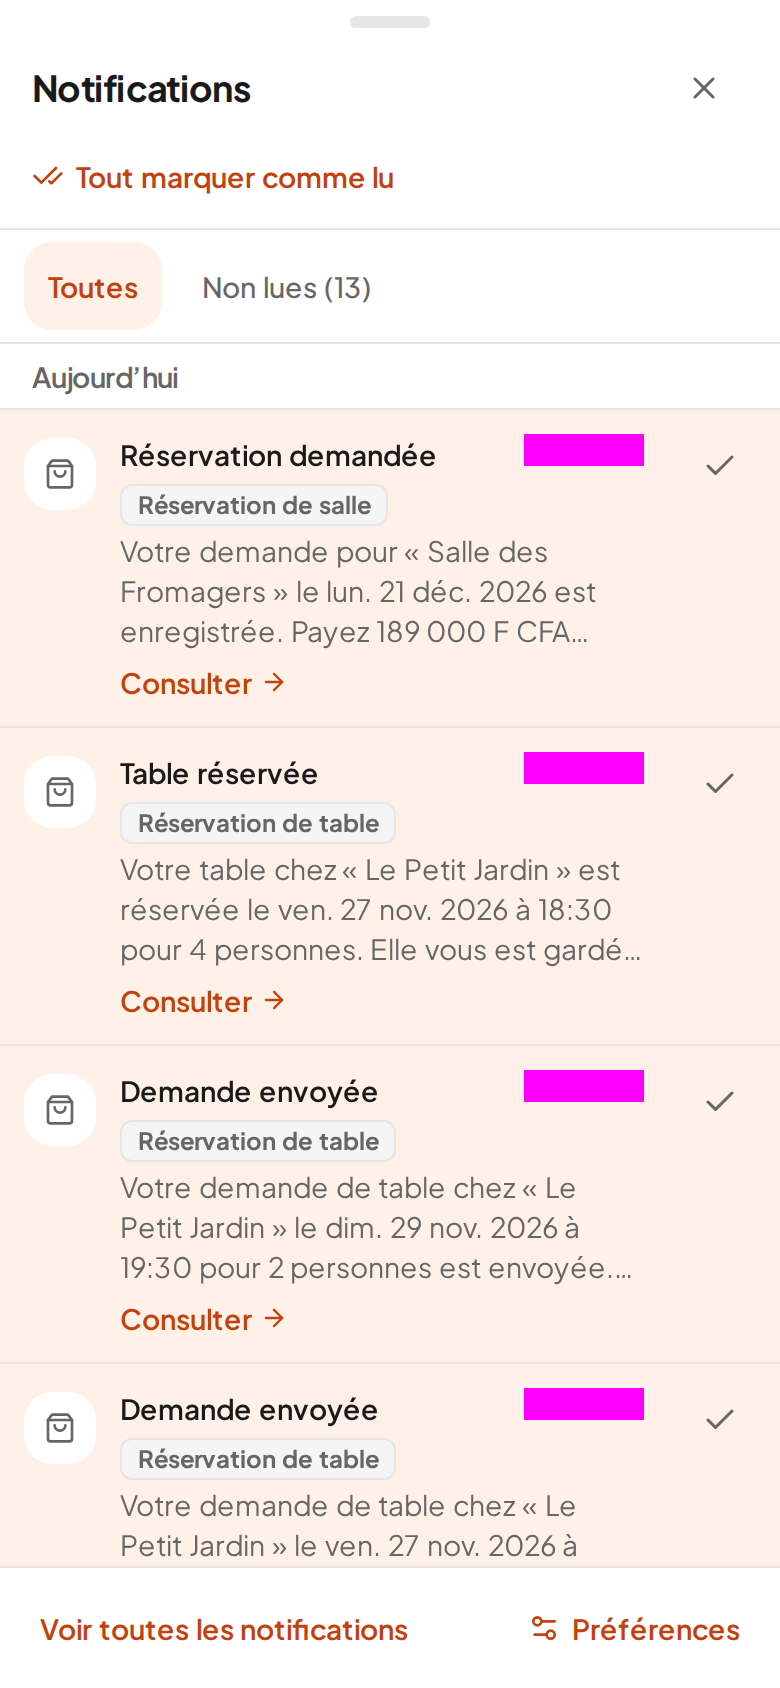 Notifications
Tout marquer comme lu
Toutes
Non lues (13)
Aujourd’hui
Réservation demandée
Réservation de salle
Votre demande pour « Salle des
Fromagers » le lun. 21 déc. 2026 est
enregistrée. Payez 189 000 F CFA…
Consulter
Table réservée
Réservation de table
Votre table chez « Le Petit Jardin » est
réservée le ven. 27 nov. 2026 à 18:30
pour 4 personnes. Elle vous est gardé…
Consulter
Demande envoyée
Réservation de table
Votre demande de table chez « Le
Petit Jardin » le dim. 29 nov. 2026 à
19:30 pour 2 personnes est envoyée.…
Consulter
Demande envoyée
Réservation de table
Votre demande de table chez « Le
Petit Jardin » le ven. 27 nov. 2026 à
Voir toutes les notifications
Préférences